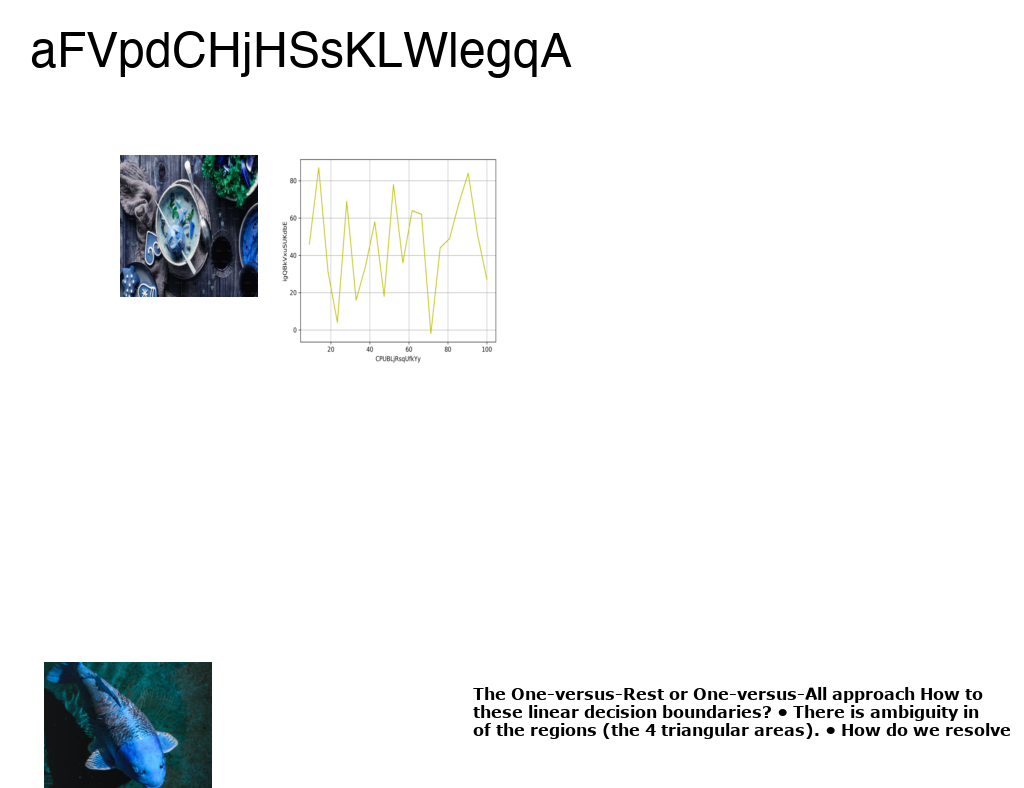 aFVpdCHjHSsKLWlegqA
80
60
40
20
0
igQBkVxuSUKdbE
20 40 60 80 100
CPUBLjRsqUfkYy
The One-versus-Rest or One-versus-All approach How to
these linear decision boundaries? • There is ambiguity in
of the regions (the 4 triangular areas). • How do we resolve